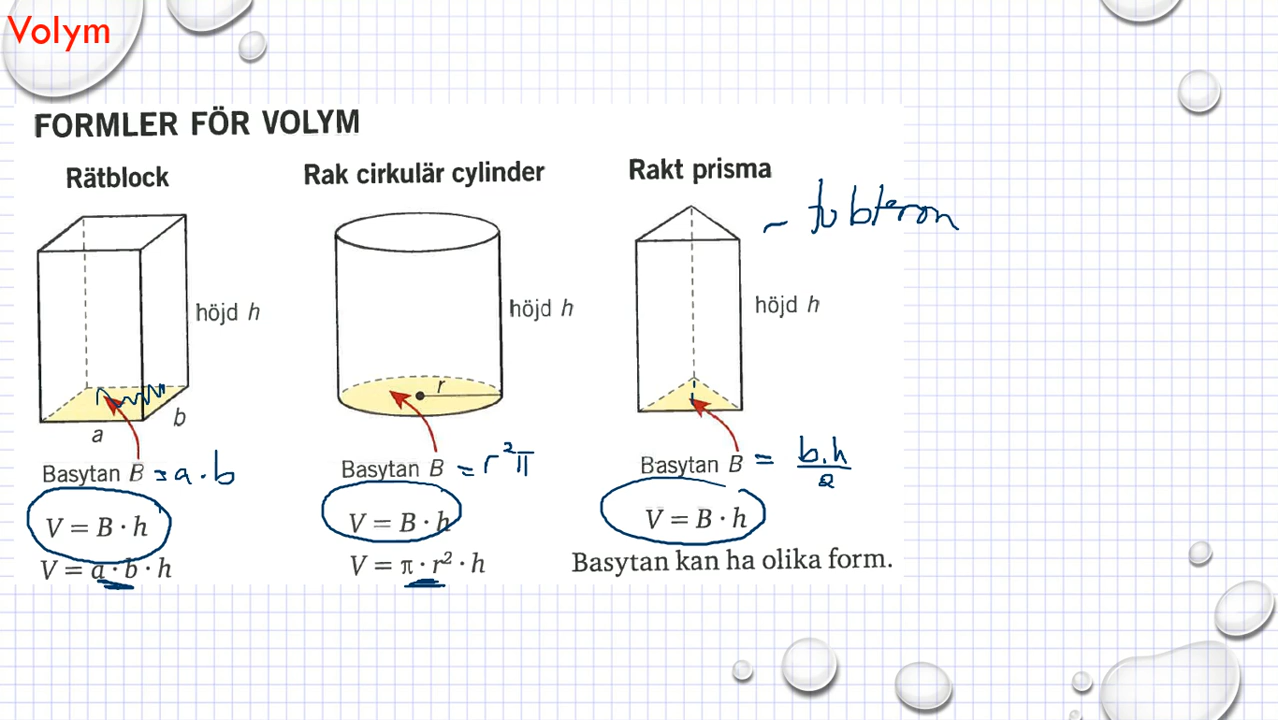 Volym
FORMLER FÖR VOLYM
Rätblock
Rak cirkulär cylinder
Rakt prisma
höjd h
höjd h
höjd h
r
a
b
Basytan B = a · b
Basytan B = r²π
Basytan B = b·h/2
V = B · h
V = B · h
V = B · h
V = a · b · h
V = π · r² · h
Basytan kan ha olika form.